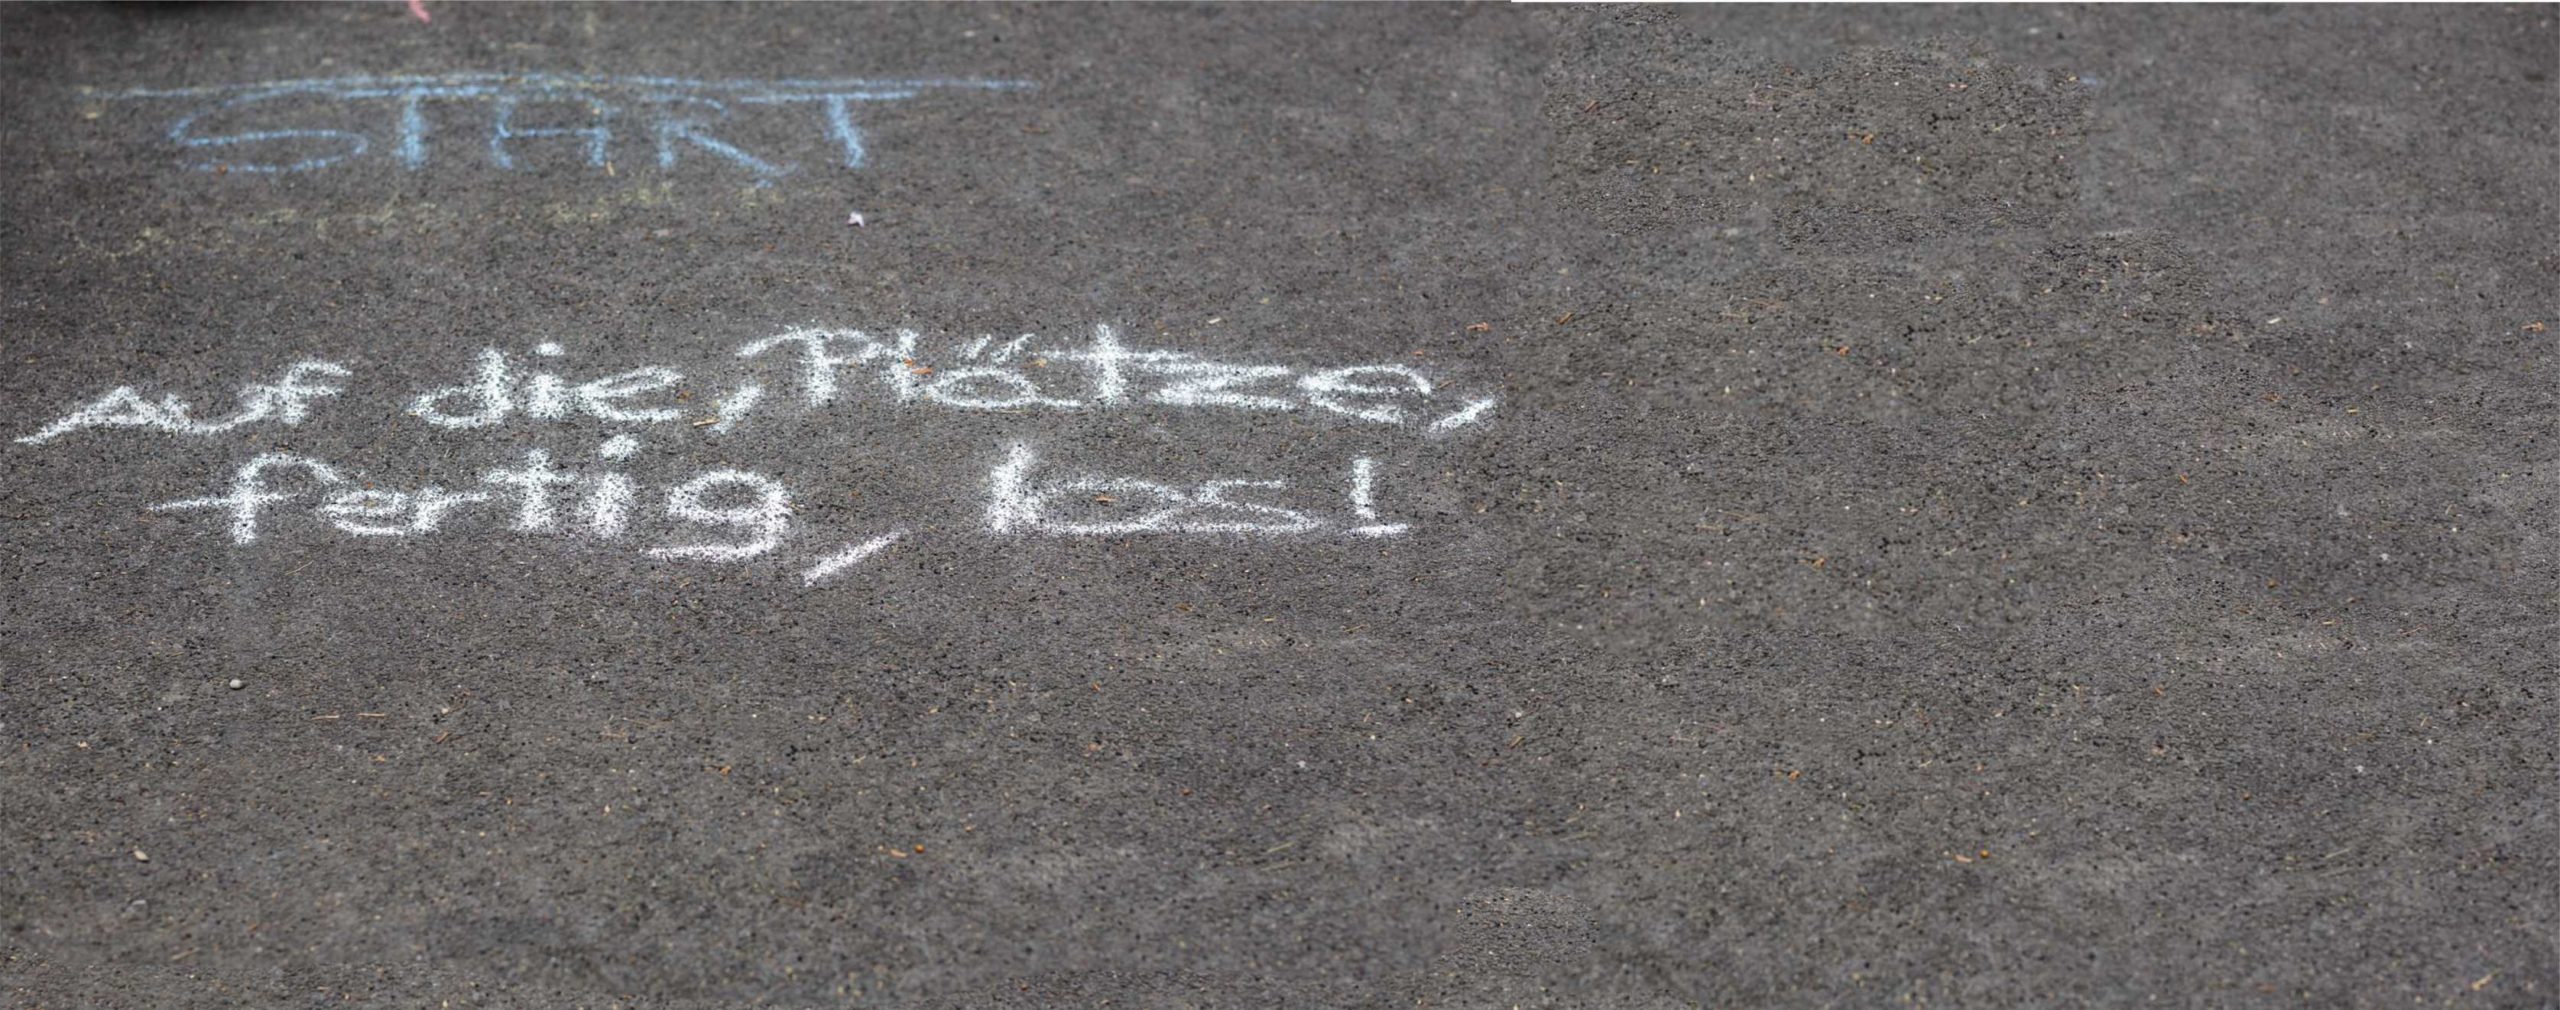 START
Auf die, Plätze,
fertig, los!